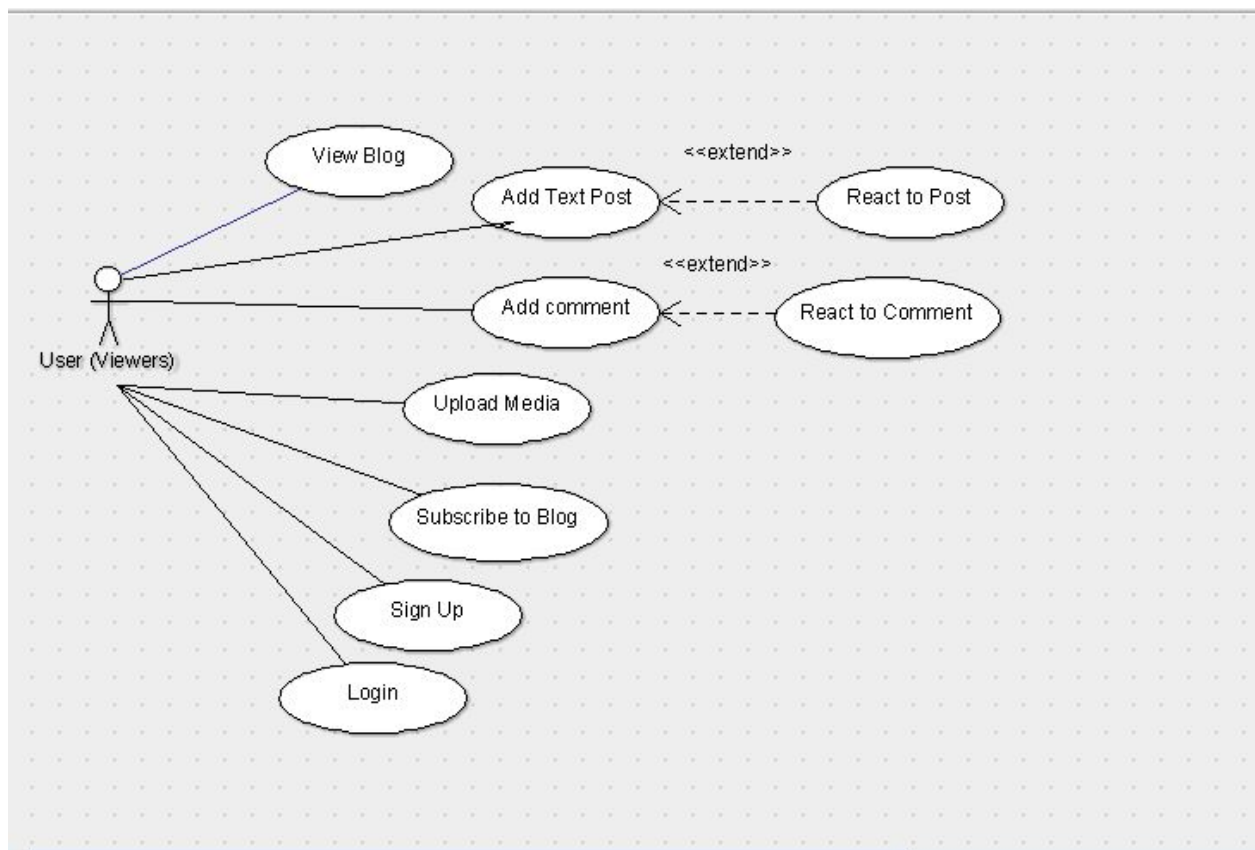 View Blog
<<extend>>
Add Text Post
React to Post
<<extend>>
Add comment
React to Comment
User (Viewers)
Upload Media
Subscribe to Blog
Sign Up
Login